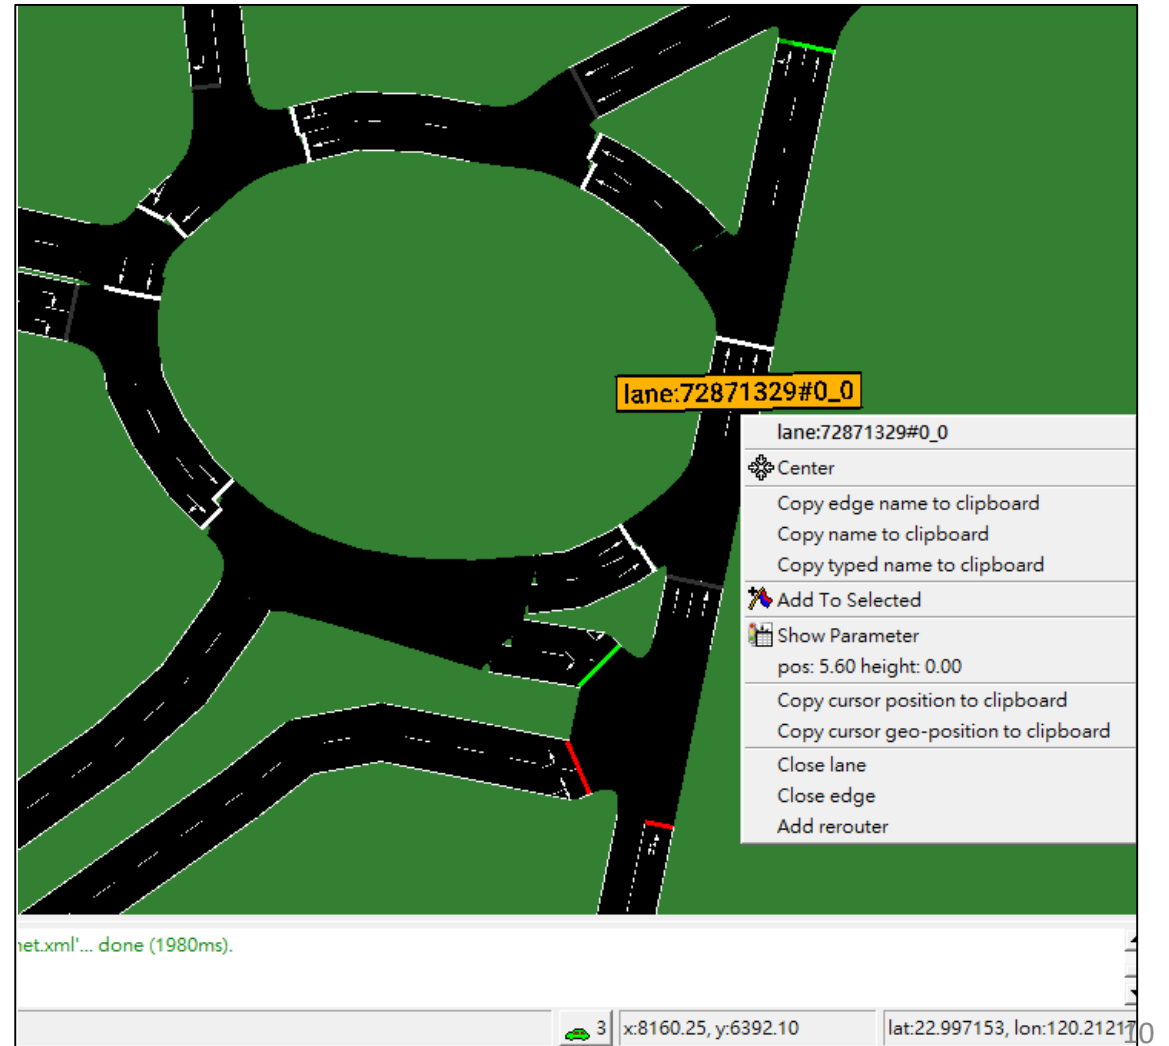 lane:72871329#0_0
lane:72871329#0_0
Center
Copy edge name to clipboard
Copy name to clipboard
Copy typed name to clipboard
Add To Selected
Show Parameter
pos: 5.60 height: 0.00
Copy cursor position to clipboard
Copy cursor geo-position to clipboard
Close lane
Close edge
Add rerouter
net.xml'... done (1980ms).
3
x:8160.25, y:6392.10
lat:22.997153, lon:120.21217
10